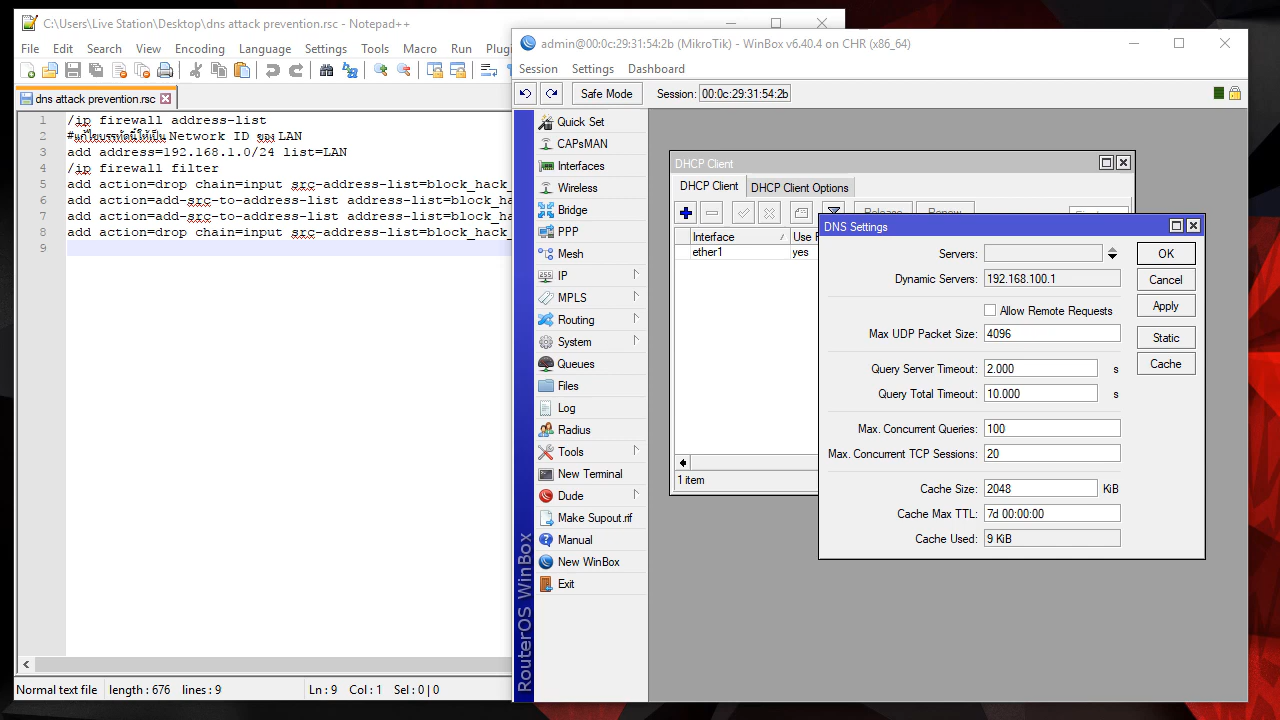 C:\Users\Live Station\Desktop\dns attack prevention.rsc - Notepad++
File Edit Search View Encoding Language Settings Tools Macro Run
dns attack prevention.rsc
1 /ip firewall address-list
2 #แก้ไขบรรทัดนี้ให้เป็น Network ID ของ LAN
3 add address=192.168.1.0/24 list=LAN
4 /ip firewall filter
5 add action=drop chain=input src-address-list=block_hack_
6 add action=add-src-to-address-list address-list=block_ha
7 add action=add-src-to-address-list address-list=block_ha
8 add action=drop chain=input src-address-list=block_hack_
9
Normal text file length : 676 lines : 9 Ln : 9 Col : 1 Sel : 0 | 0
admin@00:0c:29:31:54:2b (MikroTik) - WinBox v6.40.4 on CHR (x86_64)
Session Settings Dashboard
Safe Mode Session: 00:0c:29:31:54:2b
Quick Set
CAPsMAN
Interfaces
Wireless
Bridge
PPP
Mesh
IP
MPLS
Routing
System
Queues
Files
Log
Radius
Tools
New Terminal
Dude
Make Supout.rif
Manual
New WinBox
Exit
RouterOS WinBox
DHCP Client
DHCP Client DHCP Client Options
Interface
ether1 yes
1 item
DNS Settings
Servers:
Dynamic Servers: 192.168.100.1
Allow Remote Requests
Max UDP Packet Size: 4096
Query Server Timeout: 2.000 s
Query Total Timeout: 10.000 s
Max. Concurrent Queries: 100
Max. Concurrent TCP Sessions: 20
Cache Size: 2048 KiB
Cache Max TTL: 7d 00:00:00
Cache Used: 9 KiB
OK
Cancel
Apply
Static
Cache